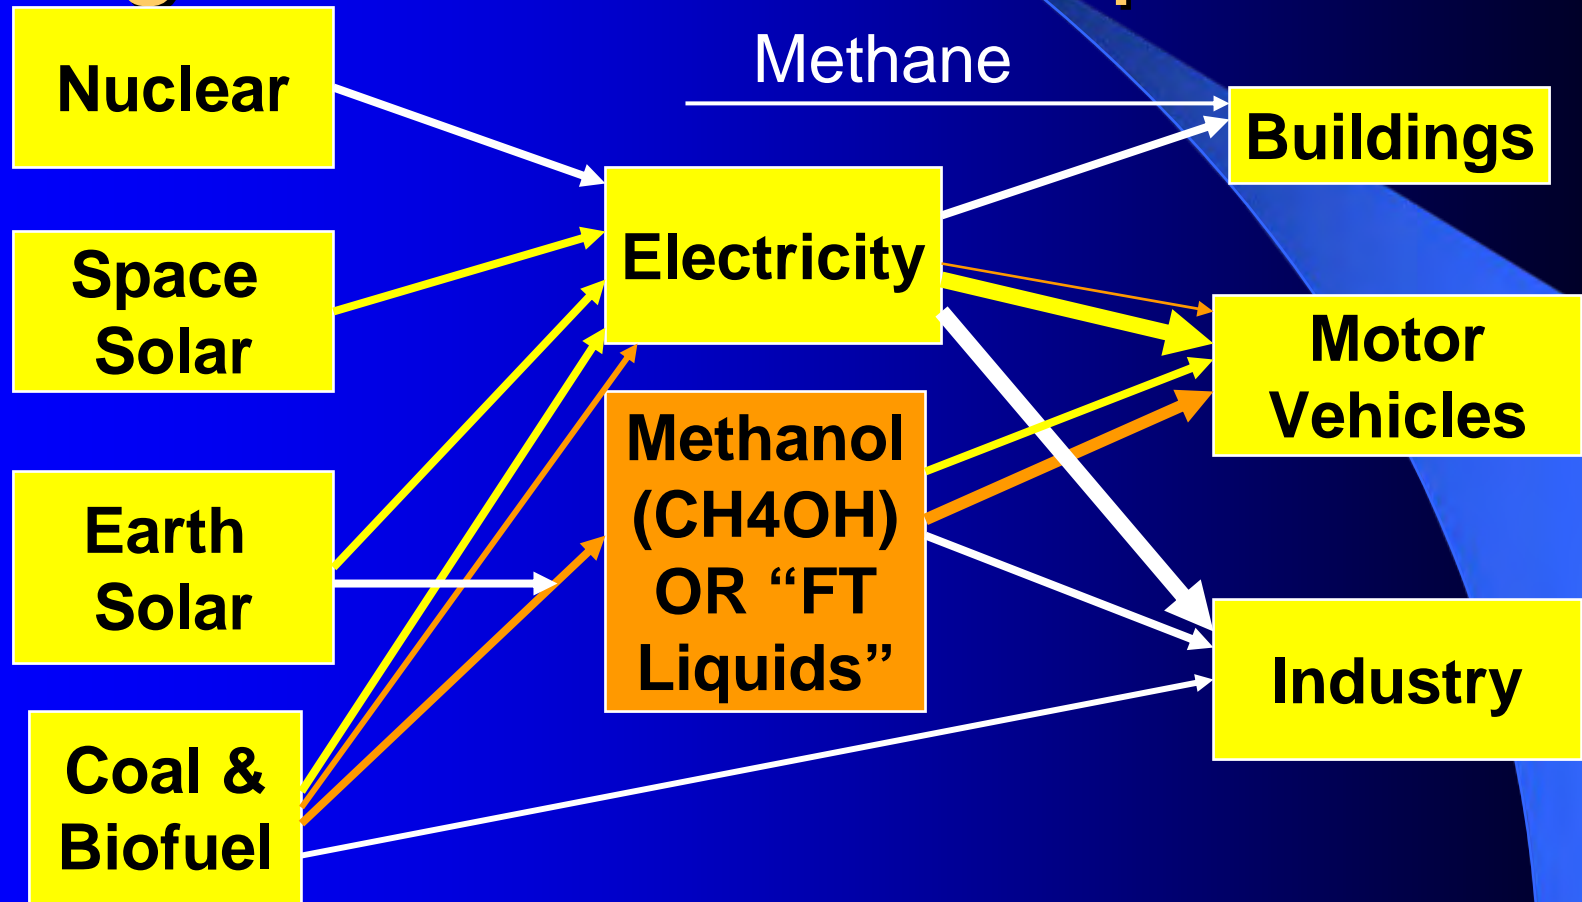 Nuclear
Methane
Buildings
Space
Solar
Electricity
Motor
Vehicles
Earth
Solar
Methanol
(CH4OH)
OR “FT
Liquids”
Industry
Coal &
Biofuel